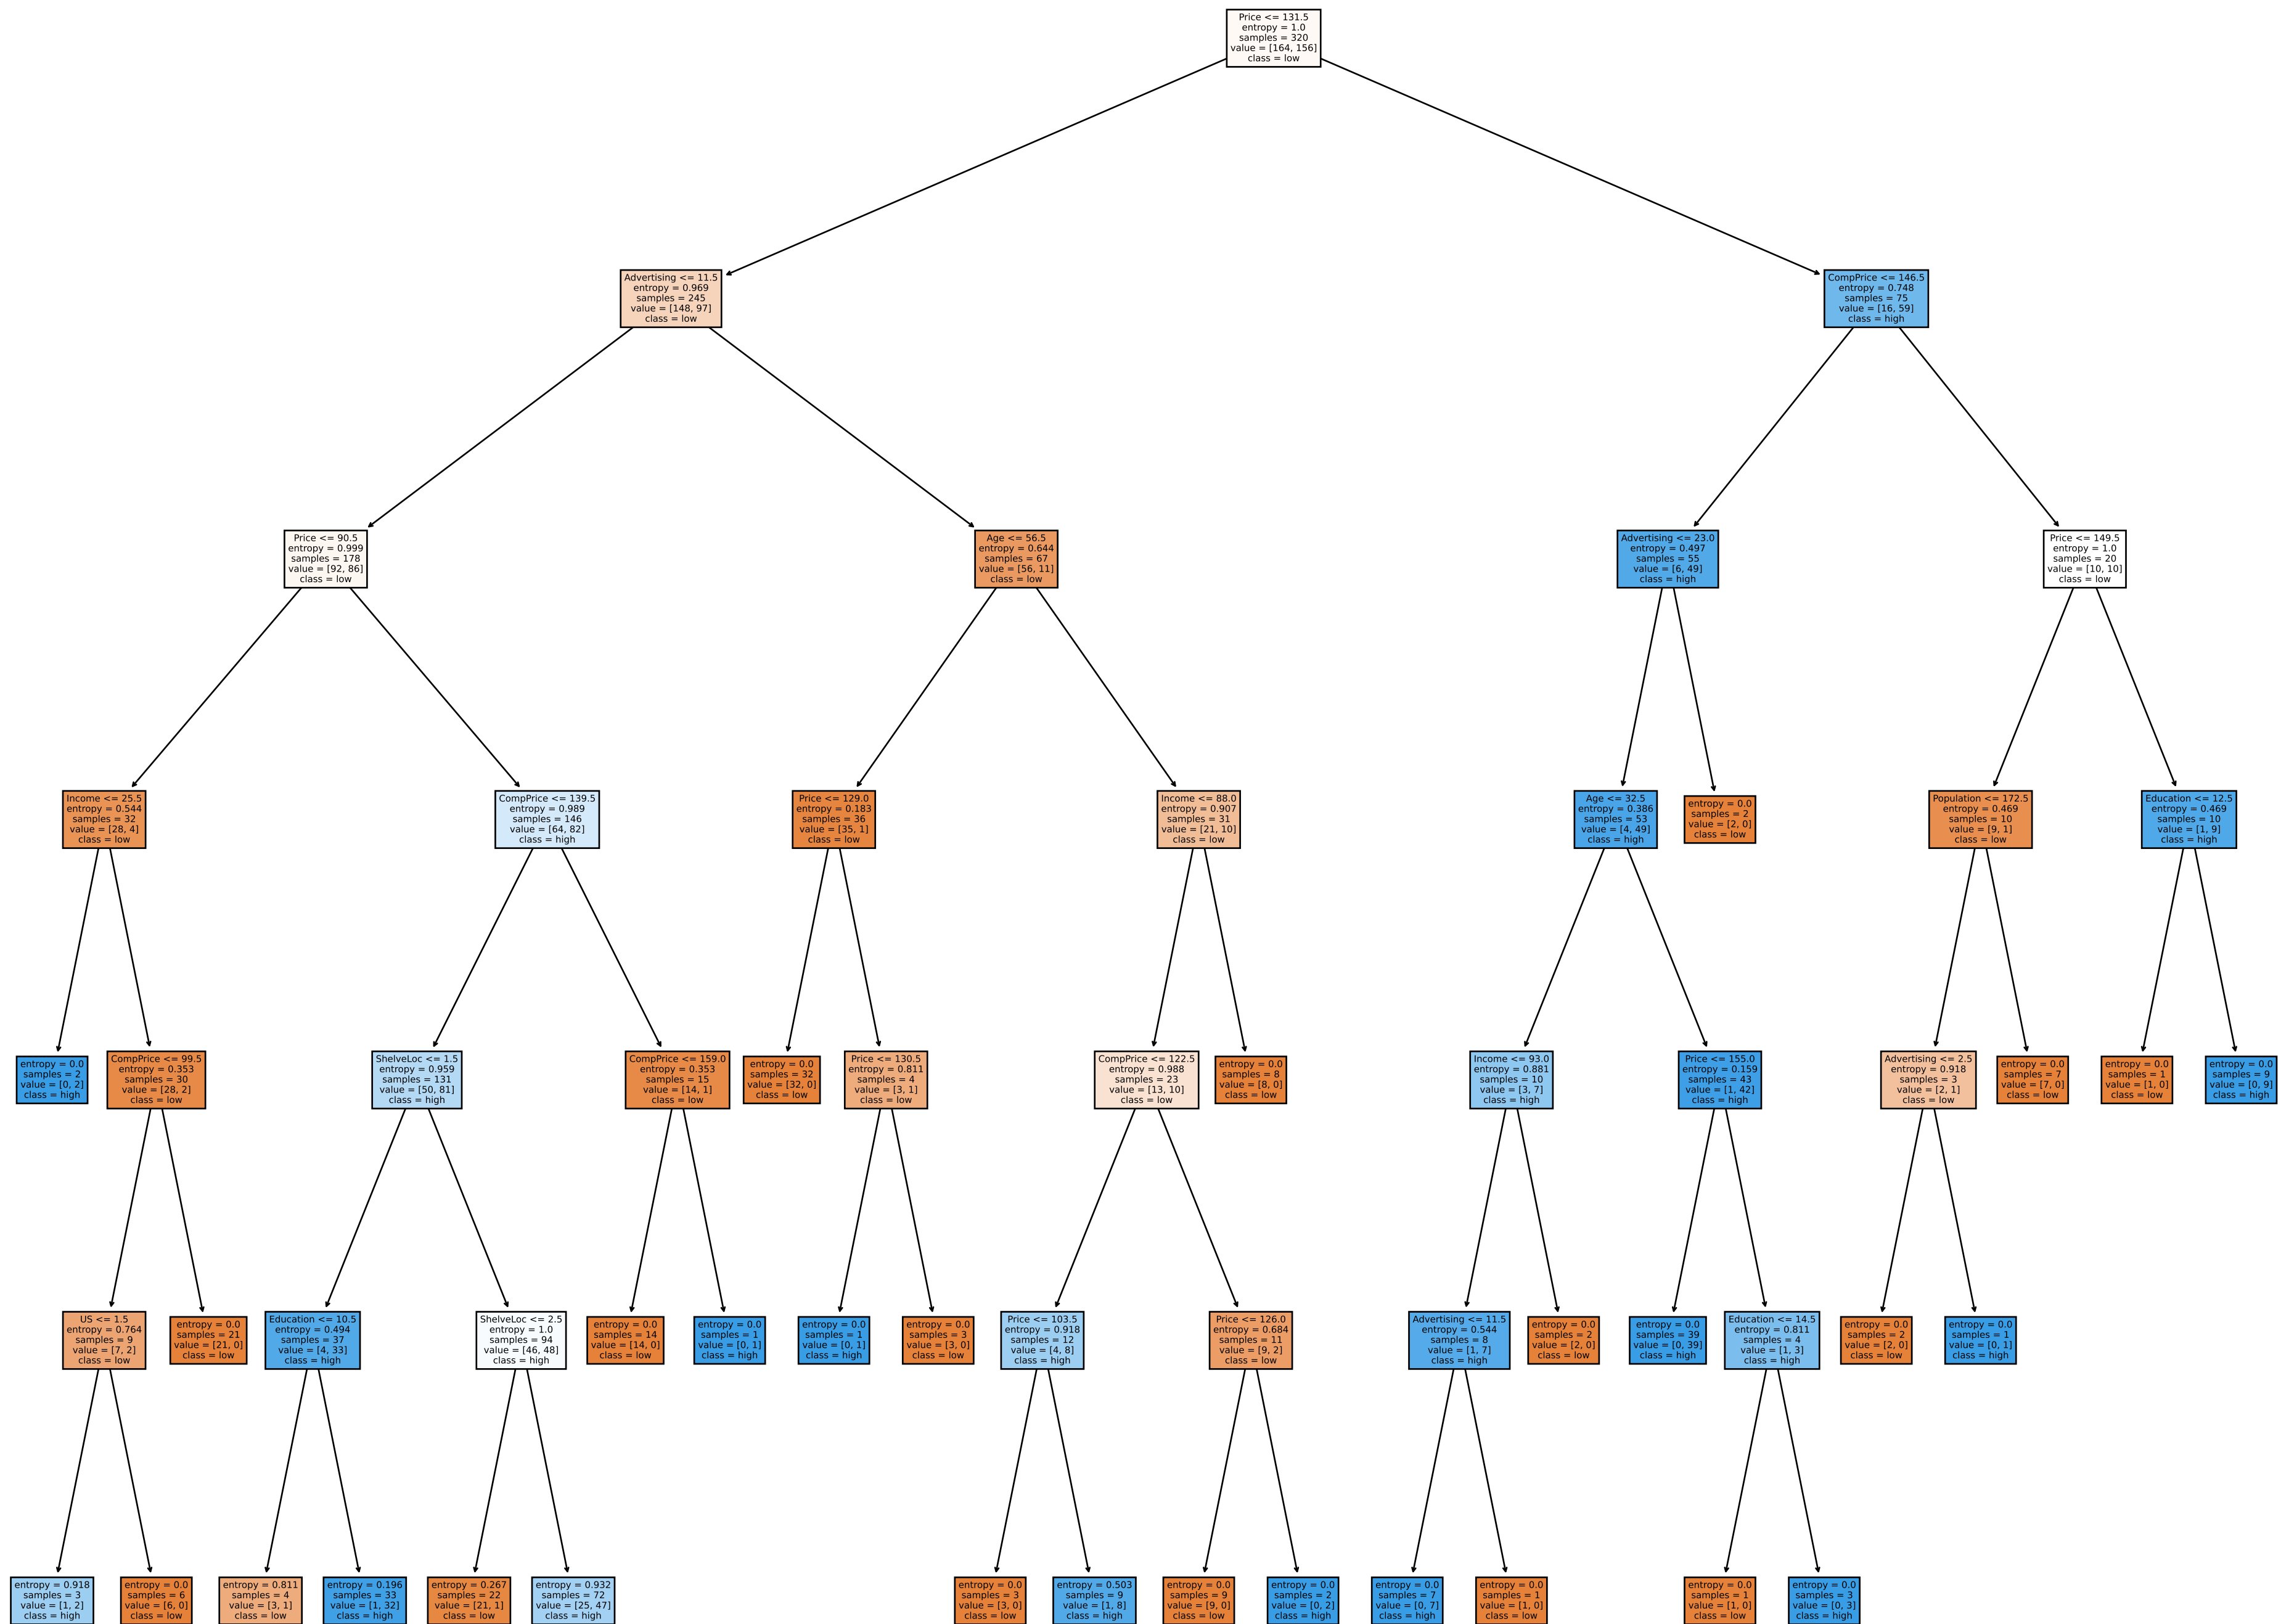 Price <= 131.5
entropy = 1.0
samples = 320
value = [164, 156]
class = low
Advertising <= 11.5
entropy = 0.969
samples = 245
value = [148, 97]
class = low
CompPrice <= 146.5
entropy = 0.748
samples = 75
value = [16, 59]
class = high
Price <= 90.5
entropy = 0.999
samples = 178
value = [92, 86]
class = low
Age <= 56.5
entropy = 0.644
samples = 67
value = [56, 11]
class = low
Advertising <= 23.0
entropy = 0.497
samples = 55
value = [6, 49]
class = high
Price <= 149.5
entropy = 1.0
samples = 20
value = [10, 10]
class = low
Income <= 25.5
entropy = 0.544
samples = 32
value = [28, 4]
class = low
CompPrice <= 139.5
entropy = 0.989
samples = 146
value = [64, 82]
class = high
Price <= 129.0
entropy = 0.183
samples = 36
value = [35, 1]
class = low
Income <= 88.0
entropy = 0.907
samples = 31
value = [21, 10]
class = low
Age <= 32.5
entropy = 0.386
samples = 53
value = [4, 49]
class = high
entropy = 0.0
samples = 2
value = [2, 0]
class = low
Population <= 172.5
entropy = 0.469
samples = 10
value = [9, 1]
class = low
Education <= 12.5
entropy = 0.469
samples = 10
value = [1, 9]
class = high
entropy = 0.0
samples = 2
value = [0, 2]
class = high
CompPrice <= 99.5
entropy = 0.353
samples = 30
value = [28, 2]
class = low
ShelveLoc <= 1.5
entropy = 0.959
samples = 131
value = [50, 81]
class = high
CompPrice <= 159.0
entropy = 0.353
samples = 15
value = [14, 1]
class = low
entropy = 0.0
samples = 32
value = [32, 0]
class = low
Price <= 130.5
entropy = 0.811
samples = 4
value = [3, 1]
class = low
CompPrice <= 122.5
entropy = 0.988
samples = 23
value = [13, 10]
class = low
entropy = 0.0
samples = 8
value = [8, 0]
class = low
Income <= 93.0
entropy = 0.881
samples = 10
value = [3, 7]
class = high
Price <= 155.0
entropy = 0.159
samples = 43
value = [1, 42]
class = high
Advertising <= 2.5
entropy = 0.918
samples = 3
value = [2, 1]
class = low
entropy = 0.0
samples = 7
value = [7, 0]
class = low
entropy = 0.0
samples = 1
value = [1, 0]
class = low
entropy = 0.0
samples = 9
value = [0, 9]
class = high
US <= 1.5
entropy = 0.764
samples = 9
value = [7, 2]
class = low
entropy = 0.0
samples = 21
value = [21, 0]
class = low
Education <= 10.5
entropy = 0.494
samples = 37
value = [4, 33]
class = high
ShelveLoc <= 2.5
entropy = 1.0
samples = 94
value = [46, 48]
class = high
entropy = 0.0
samples = 14
value = [14, 0]
class = low
entropy = 0.0
samples = 1
value = [0, 1]
class = high
entropy = 0.0
samples = 1
value = [0, 1]
class = high
entropy = 0.0
samples = 3
value = [3, 0]
class = low
Price <= 103.5
entropy = 0.918
samples = 12
value = [4, 8]
class = high
Price <= 126.0
entropy = 0.684
samples = 11
value = [9, 2]
class = low
Advertising <= 11.5
entropy = 0.544
samples = 8
value = [1, 7]
class = high
entropy = 0.0
samples = 2
value = [2, 0]
class = low
entropy = 0.0
samples = 39
value = [0, 39]
class = high
Education <= 14.5
entropy = 0.811
samples = 4
value = [1, 3]
class = high
entropy = 0.0
samples = 2
value = [2, 0]
class = low
entropy = 0.0
samples = 1
value = [0, 1]
class = high
entropy = 0.918
samples = 3
value = [1, 2]
class = high
entropy = 0.0
samples = 6
value = [6, 0]
class = low
entropy = 0.811
samples = 4
value = [3, 1]
class = low
entropy = 0.196
samples = 33
value = [1, 32]
class = high
entropy = 0.267
samples = 22
value = [21, 1]
class = low
entropy = 0.932
samples = 72
value = [25, 47]
class = high
entropy = 0.0
samples = 3
value = [3, 0]
class = low
entropy = 0.503
samples = 9
value = [1, 8]
class = high
entropy = 0.0
samples = 9
value = [9, 0]
class = low
entropy = 0.0
samples = 2
value = [0, 2]
class = high
entropy = 0.0
samples = 7
value = [0, 7]
class = high
entropy = 0.0
samples = 1
value = [1, 0]
class = low
entropy = 0.0
samples = 1
value = [1, 0]
class = low
entropy = 0.0
samples = 3
value = [0, 3]
class = high